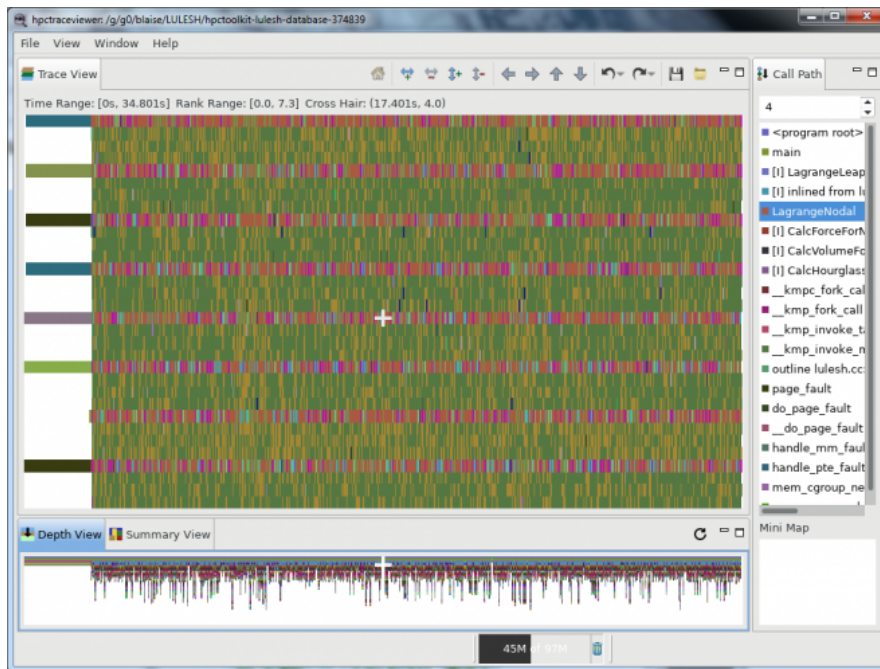 hpctraceviewer: /g/g0/blaise/LULESH/hpctoolkit-lulesh-database-374839
File View Window Help
Trace View
Call Path
Time Range: [0s, 34.801s] Rank Range: [0.0, 7.3] Cross Hair: (17.401s, 4.0)
4
<program root>
main
[I] LagrangeLeap
[I] inlined from lu
LagrangeNodal
[I] CalcForceForN
[I] CalcVolumeFo
[I] CalcHourglass
__kmpc_fork_cal
__kmp_fork_call
__kmp_invoke_ta
__kmp_invoke_m
outline lulesh.cc:
page_fault
do_page_fault
__do_page_fault
handle_mm_faul
handle_pte_fault
mem_cgroup_ne
Mini Map
Depth View
Summary View
45M of 97M